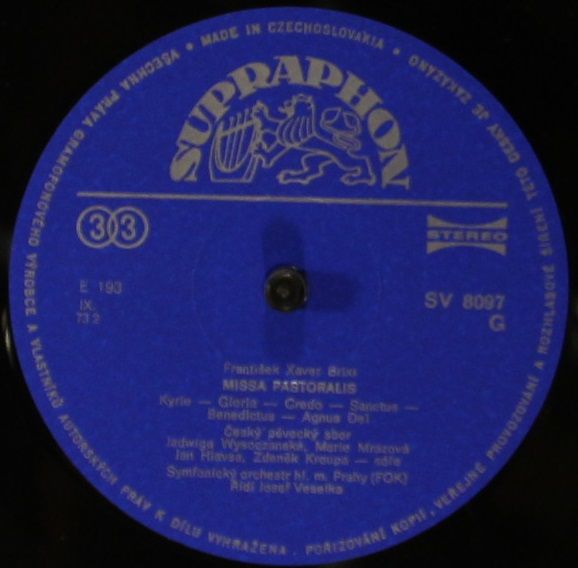 VŠECHNA PRÁVA GRAMOFONOVÉHO VÝROBCE A VLASTNÍKŮ AUTORSKÝCH PRÁV K DÍLU VYHRAŽENA. POŘIZOVÁNÍ KOPIÍ, VEŘEJNÉ PROVOZOVÁNÍ A ROZHLASOVÉ ŠÍŘENÍ TÉTO DESKY JE ZAKÁZÁNO • MADE IN CZECHOSLOVAKIA •
SUPRAPHON
33
STEREO
E 193
IX.
73 2
SV 8097
G
František Xaver Brixi
MISSA PASTORALIS
Kyrie — Gloria — Credo — Sanctus —
Benedictus — Agnus Dei
Český pěvecký sbor
Jadwiga Wysoczanská, Marie Mrázová
Jan Hlavsa, Zdeněk Kroupa — sóla
Symfonický orchestr hl. m. Prahy (FOK)
Řídí Josef Veselka